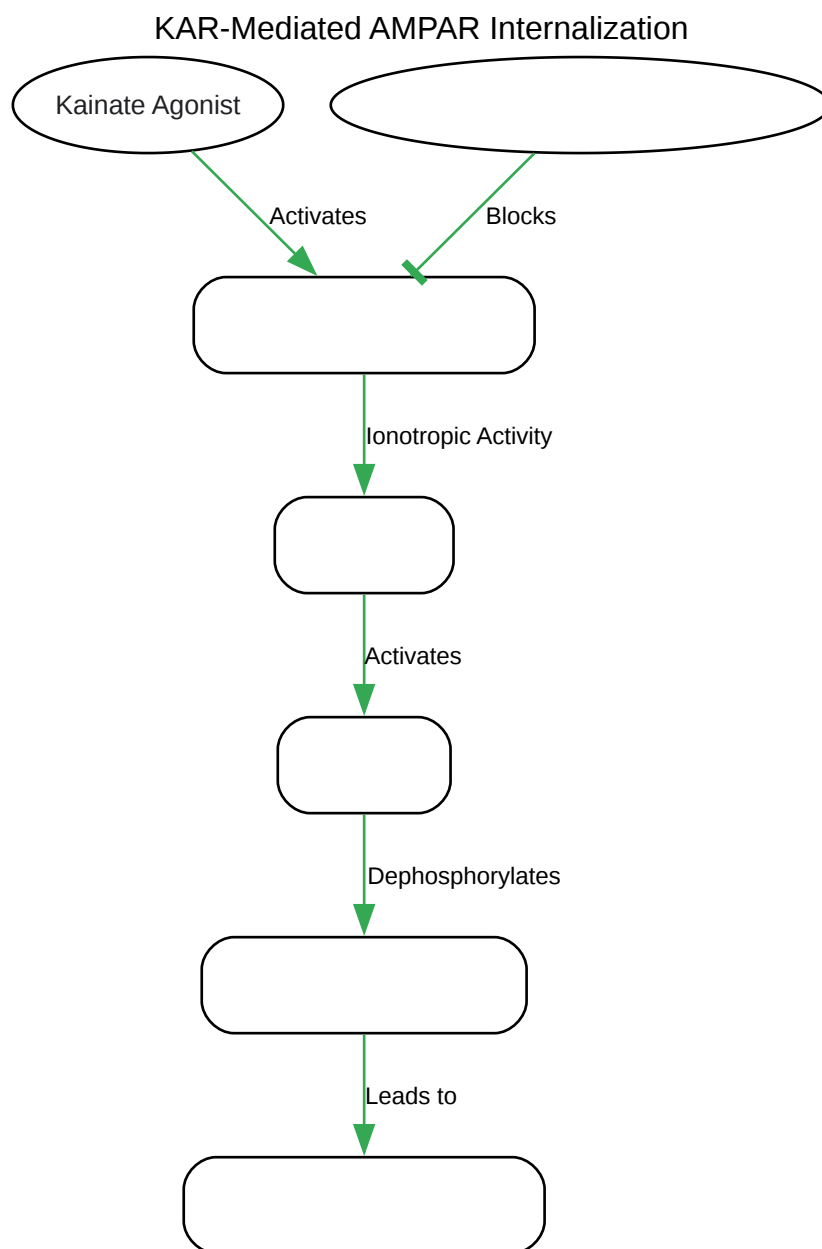 KAR-Mediated AMPAR Internalization
Kainate Agonist
Activates
Blocks
Ionotropic Activity
Activates
Dephosphorylates
Leads to